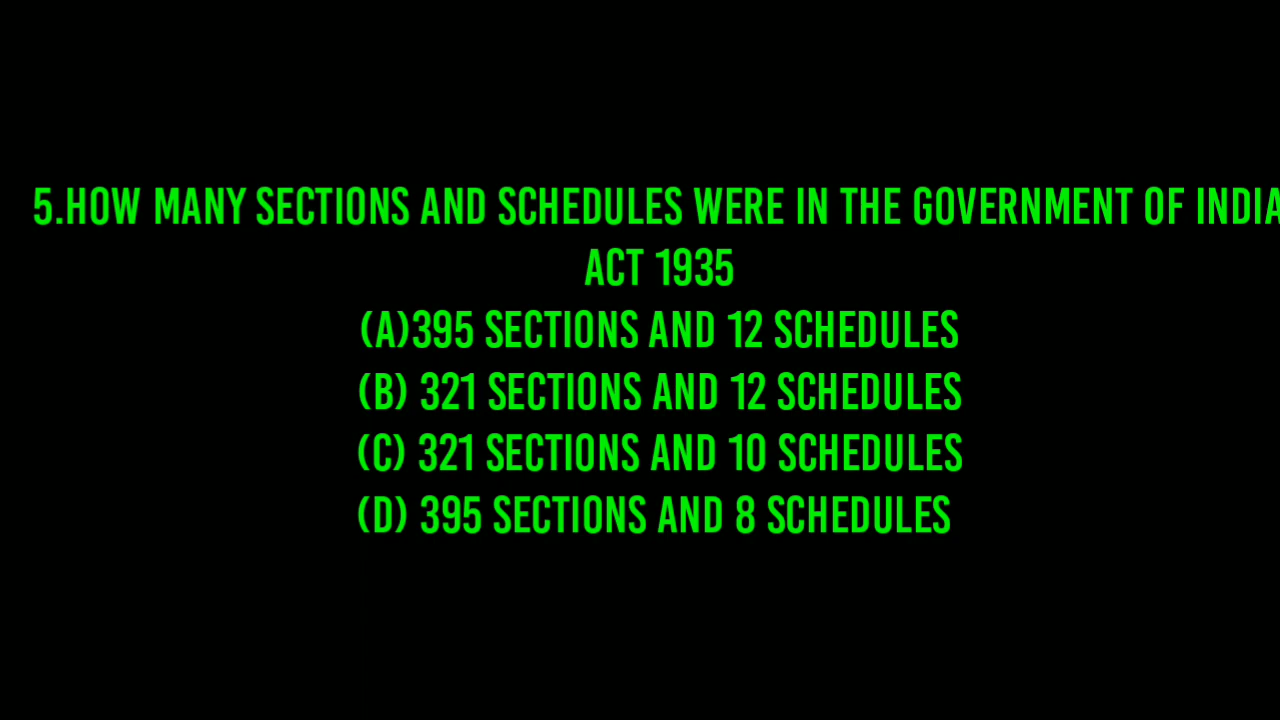 5.HOW MANY SECTIONS AND SCHEDULES WERE IN THE GOVERNMENT OF INDIA
ACT 1935
(A)395 SECTIONS AND 12 SCHEDULES
(B) 321 SECTIONS AND 12 SCHEDULES
(C) 321 SECTIONS AND 10 SCHEDULES
(D) 395 SECTIONS AND 8 SCHEDULES